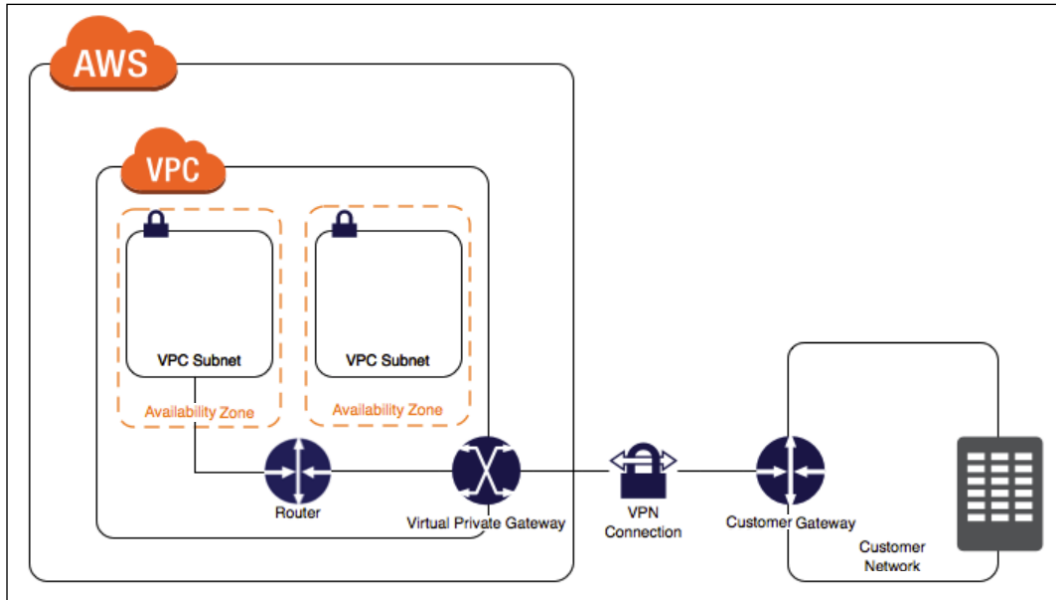 AWS
VPC
VPC Subnet
VPC Subnet
Availability Zone
Availability Zone
Router
Virtual Private Gateway
VPN
Connection
Customer Gateway
Customer
Network